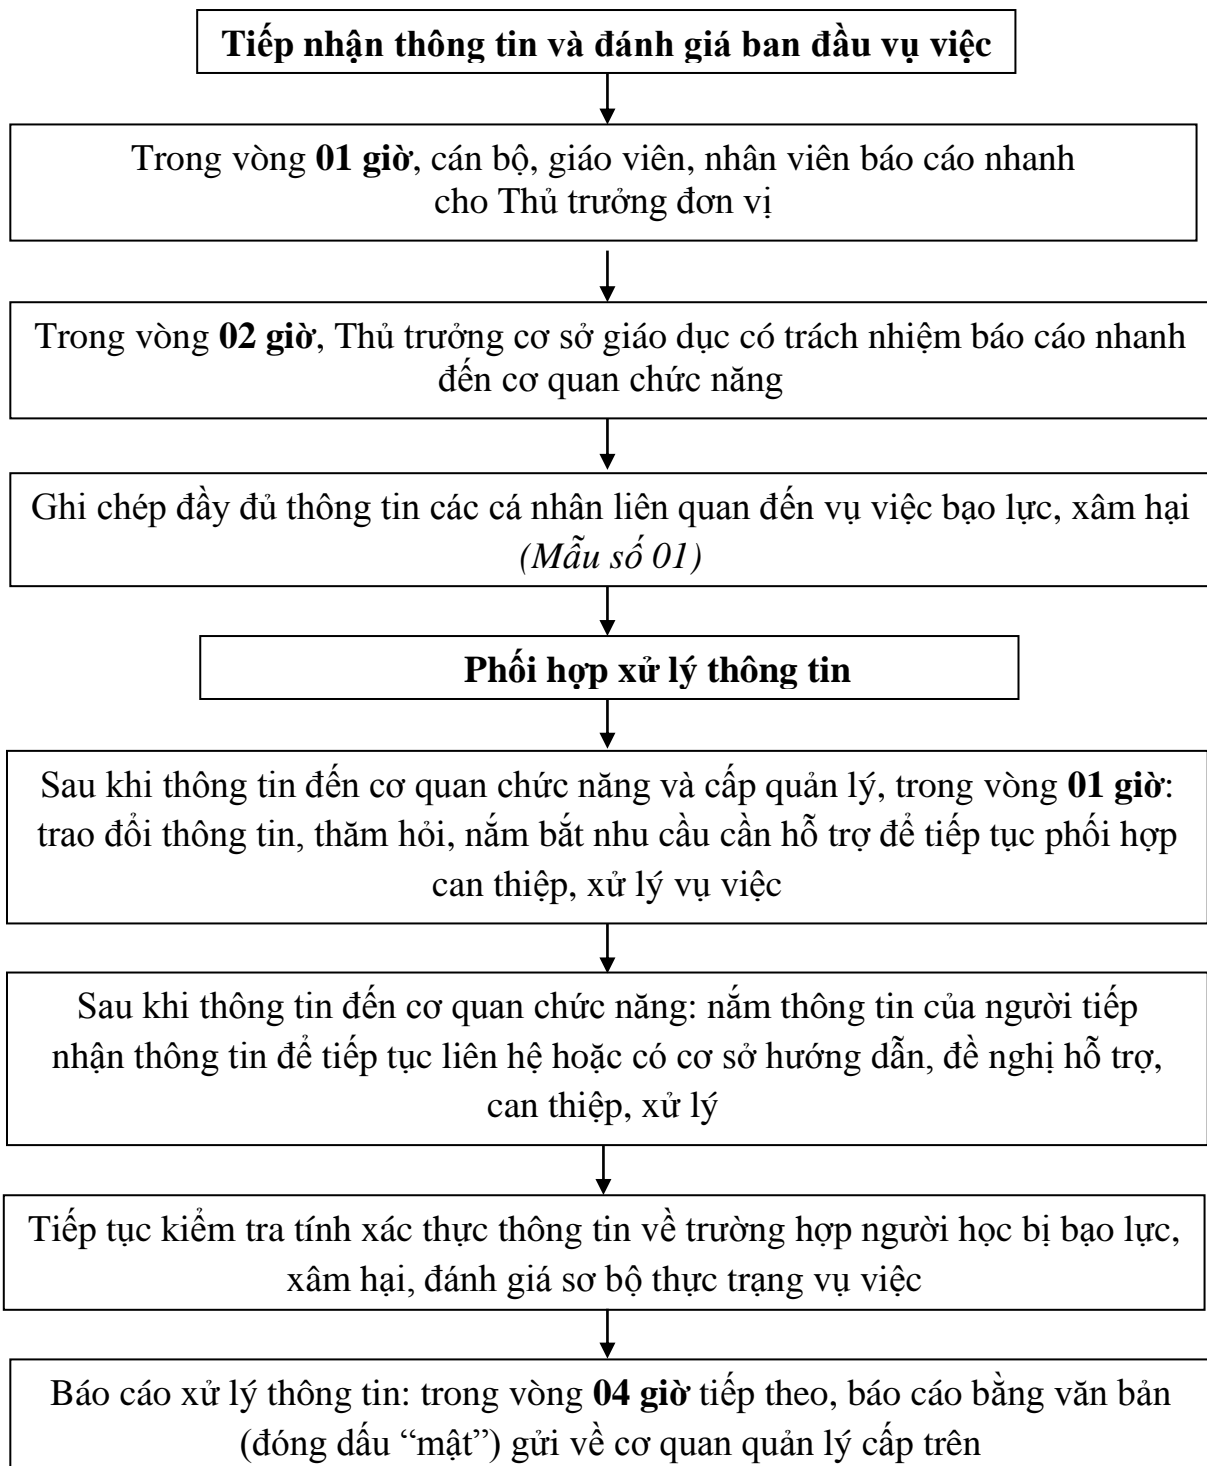 Tiếp nhận thông tin và đánh giá ban đầu vụ việc
Trong vòng 01 giờ, cán bộ, giáo viên, nhân viên báo cáo nhanh
cho Thủ trưởng đơn vị
Trong vòng 02 giờ, Thủ trưởng cơ sở giáo dục có trách nhiệm báo cáo nhanh
đến cơ quan chức năng
Ghi chép đầy đủ thông tin các cá nhân liên quan đến vụ việc bạo lực, xâm hại
(Mẫu số 01)
Phối hợp xử lý thông tin
Sau khi thông tin đến cơ quan chức năng và cấp quản lý, trong vòng 01 giờ:
trao đổi thông tin, thăm hỏi, nắm bắt nhu cầu cần hỗ trợ để tiếp tục phối hợp
can thiệp, xử lý vụ việc
Sau khi thông tin đến cơ quan chức năng: nắm thông tin của người tiếp
nhận thông tin để tiếp tục liên hệ hoặc có cơ sở hướng dẫn, đề nghị hỗ trợ,
can thiệp, xử lý
Tiếp tục kiểm tra tính xác thực thông tin về trường hợp người học bị bạo lực,
xâm hại, đánh giá sơ bộ thực trạng vụ việc
Báo cáo xử lý thông tin: trong vòng 04 giờ tiếp theo, báo cáo bằng văn bản
(đóng dấu “mật”) gửi về cơ quan quản lý cấp trên